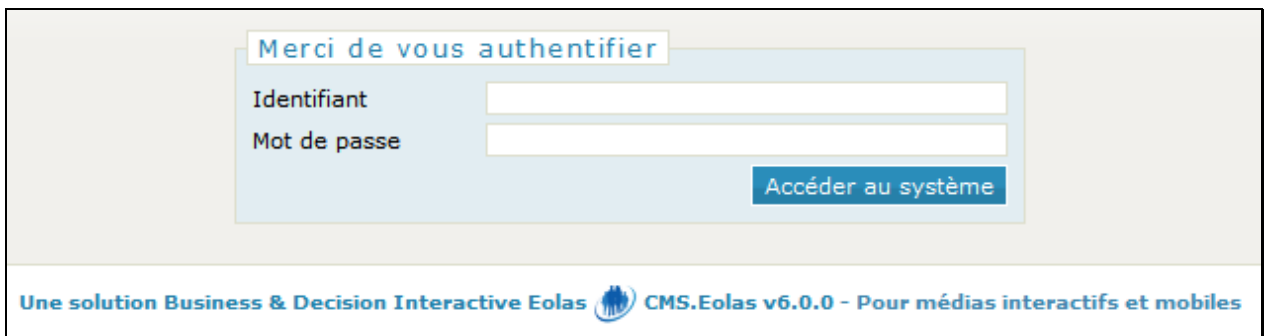 Merci de vous authentifier
Identifiant
Mot de passe
Accéder au système
Une solution Business & Decision Interactive Eolas CMS.Eolas v6.0.0 - Pour médias interactifs et mobiles